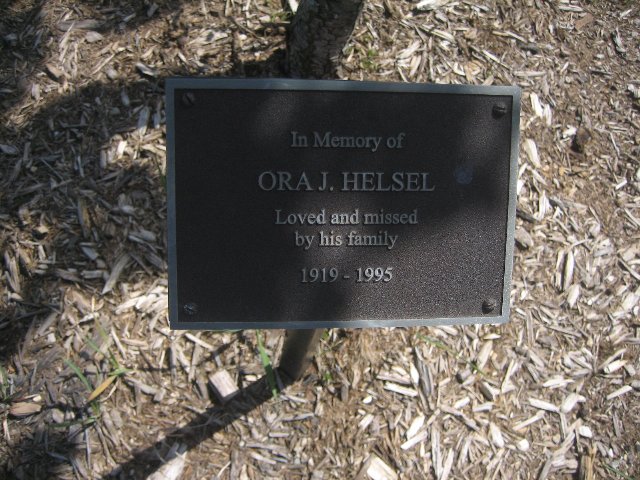 In Memory of
ORA J. HELSEL
Loved and missed
by his family
1919 - 1995